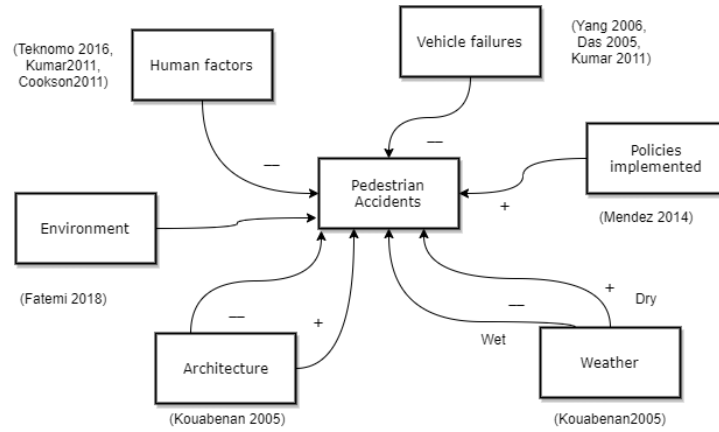 (Teknomo 2016,
Kumar2011,
Cookson2011)
Human factors
Vehicle failures
(Yang 2006,
Das 2005,
Kumar 2011)
—
—
Policies
implemented
Pedestrian
Accidents
+
(Mendez 2014)
Environment
(Fatemi 2018)
—
+
—
+
Dry
Wet
Architecture
Weather
(Kouabenan 2005)
(Kouabenan2005)